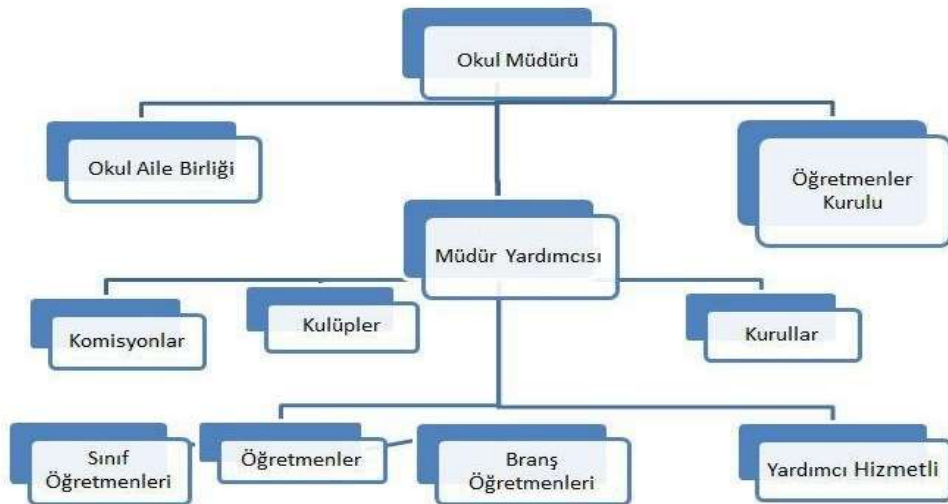 Okul Müdürü
Okul Aile Birliği
Öğretmenler
Kurulu
Müdür Yardımcısı
Komisyonlar
Kulüpler
Kurullar
Sınıf
Öğretmenleri
Öğretmenler
Branş
Öğretmenleri
Yardımcı Hizmetli